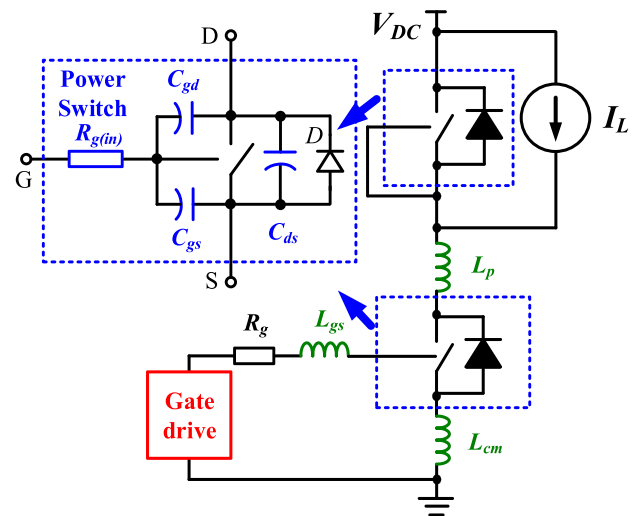 D
V_DC
Power
Switch
C_gd
R_g(in)
D
I_L
G
C_gs
C_ds
S
L_p
R_g
L_gs
Gate
drive
L_cm